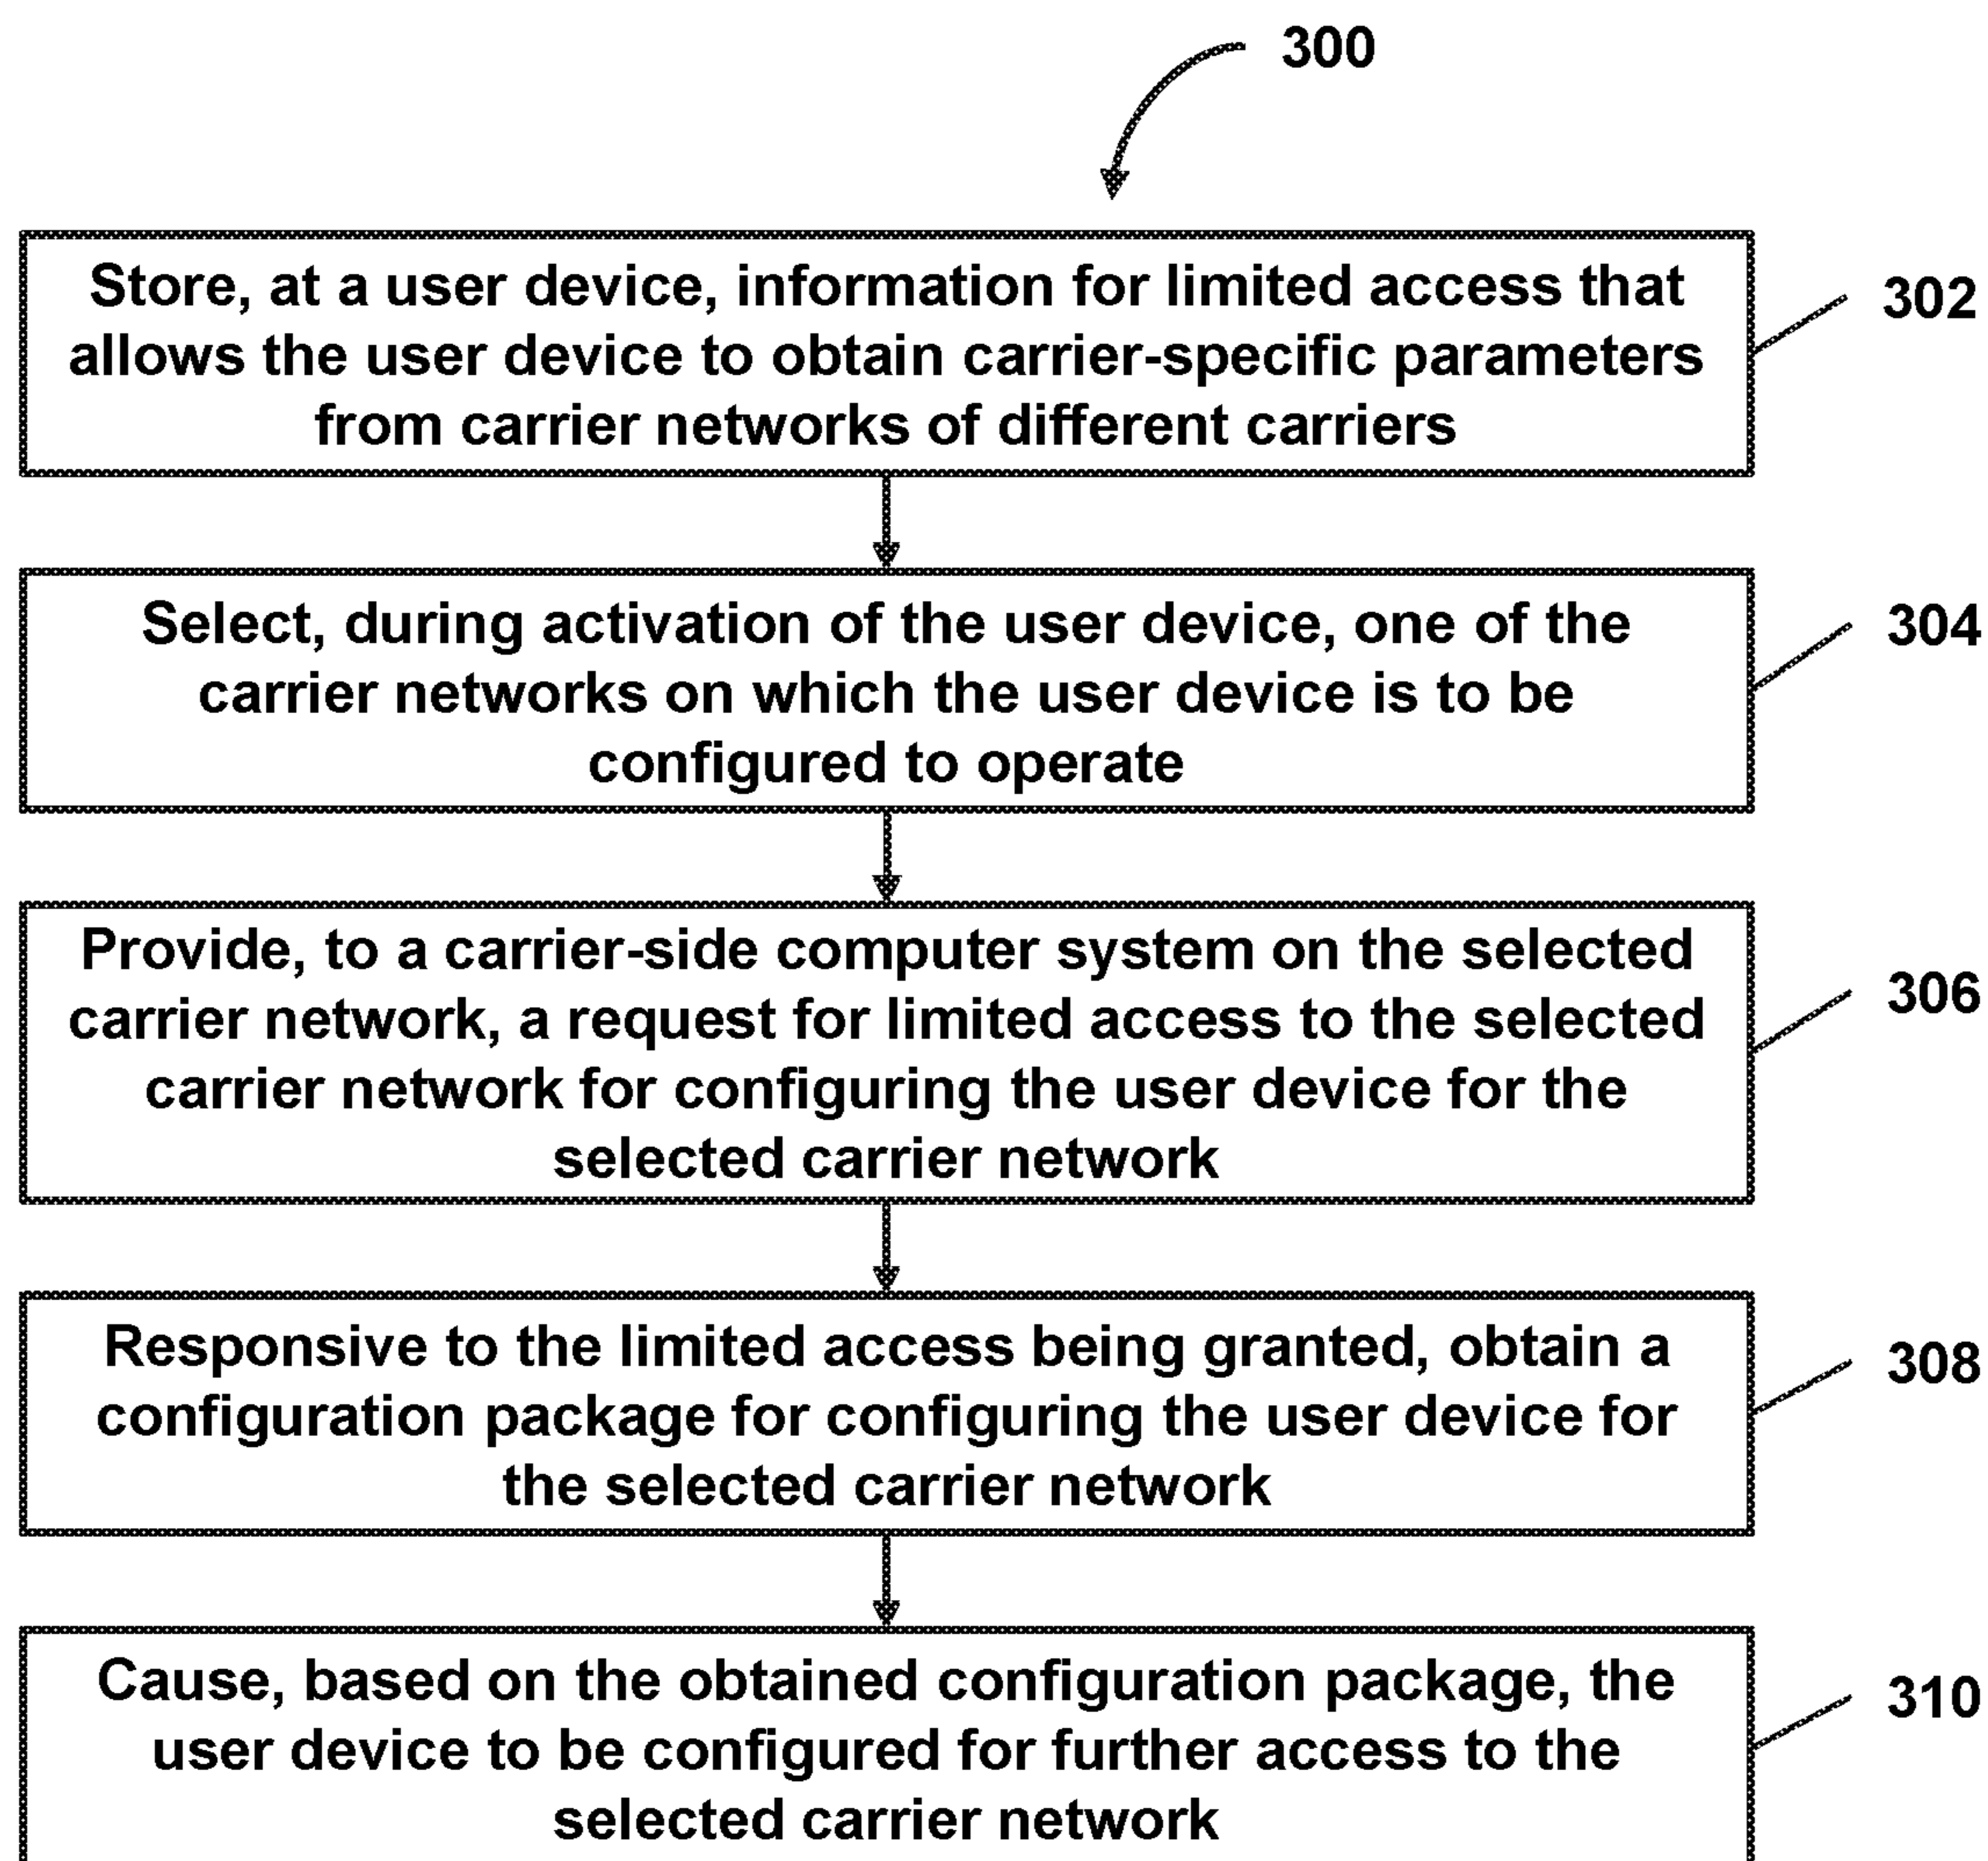 300
Store, at a user device, information for limited access that
allows the user device to obtain carrier-specific parameters
from carrier networks of different carriers
302
Select, during activation of the user device, one of the
carrier networks on which the user device is to be
configured to operate
304
Provide, to a carrier-side computer system on the selected
carrier network, a request for limited access to the selected
carrier network for configuring the user device for the
selected carrier network
306
Responsive to the limited access being granted, obtain a
configuration package for configuring the user device for
the selected carrier network
308
Cause, based on the obtained configuration package, the
user device to be configured for further access to the
selected carrier network
310